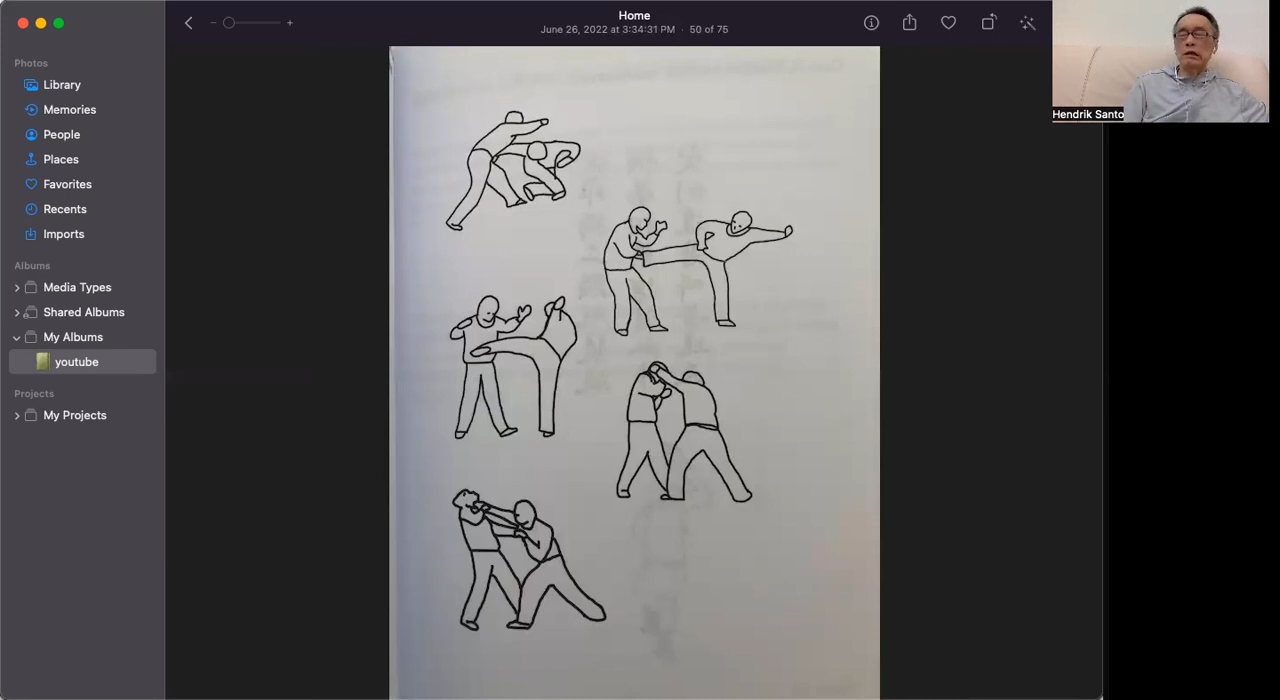 Home
June 26, 2022 at 3:34:31 PM · 50 of 75
Photos
Library
Memories
People
Places
Favorites
Recents
Imports
Albums
Media Types
Shared Albums
My Albums
youtube
Projects
My Projects
Hendrik Santo